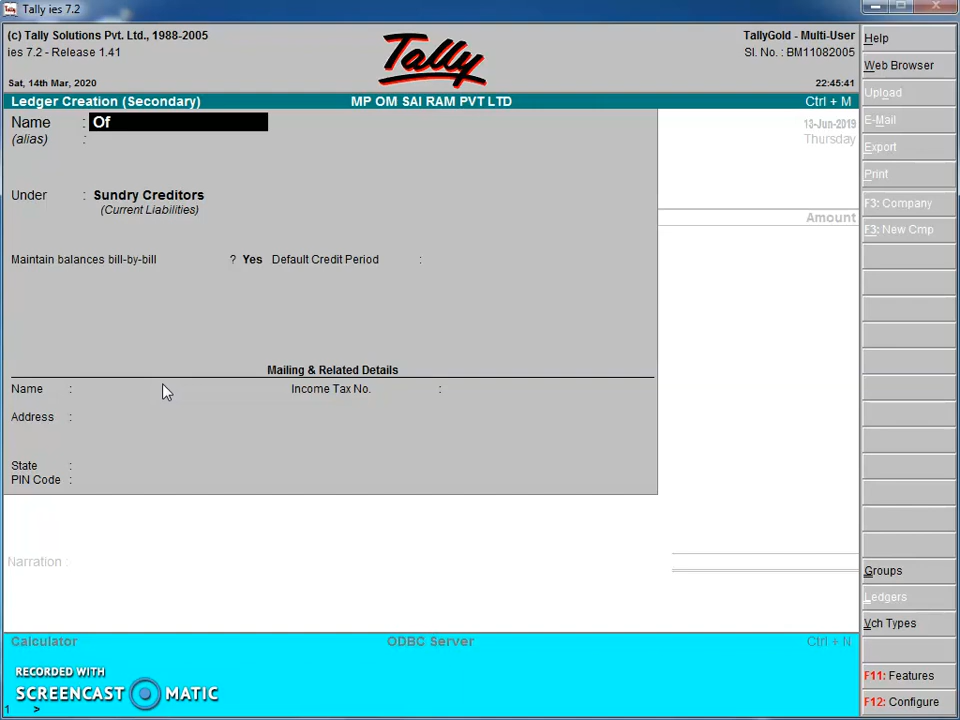 Tally ies 7.2
(c) Tally Solutions Pvt. Ltd., 1988-2005
ies 7.2 - Release 1.41
Sat, 14th Mar, 2020
Tally
TallyGold - Multi-User
Sl. No. : BM11082005
22:45:41
Ledger Creation (Secondary) MP OM SAI RAM PVT LTD Ctrl + M
Name : Of
(alias) :
Under : Sundry Creditors
(Current Liabilities)
Maintain balances bill-by-bill ? Yes Default Credit Period :
Mailing & Related Details
Name : Income Tax No. :
Address :
State :
PIN Code :
13-Jun-2019
Thursday
Amount
Narration :
Calculator ODBC Server Ctrl + N
RECORDED WITH
SCREENCAST MATIC
1 >
Help
Web Browser
Upload
E-Mail
Export
Print
F3: Company
F3: New Cmp
Groups
Ledgers
Vch Types
F11: Features
F12: Configure